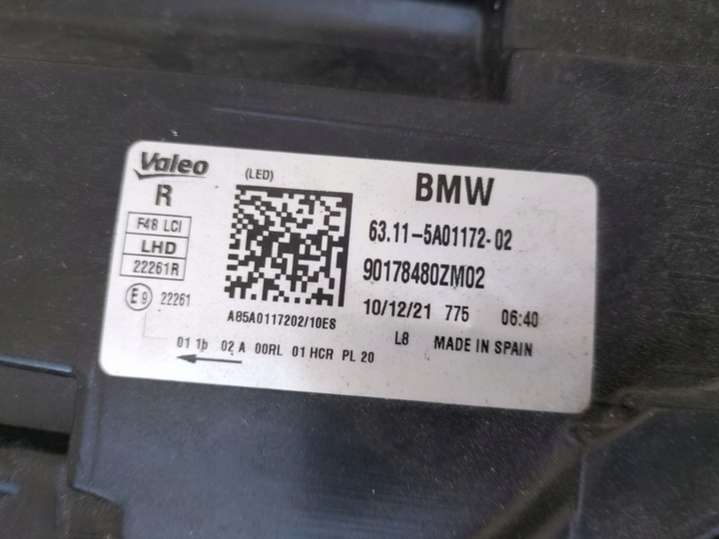 Valeo
R
(LED)
BMW
F48 LCI
LHD
22261R
E9 22261
63.11-5A01172-02
90178480ZM02
A85A0117202/10ES
10/12/21 775 06:40
L8 MADE IN SPAIN
01 1b 02 A 00RL 01 HCR PL 20